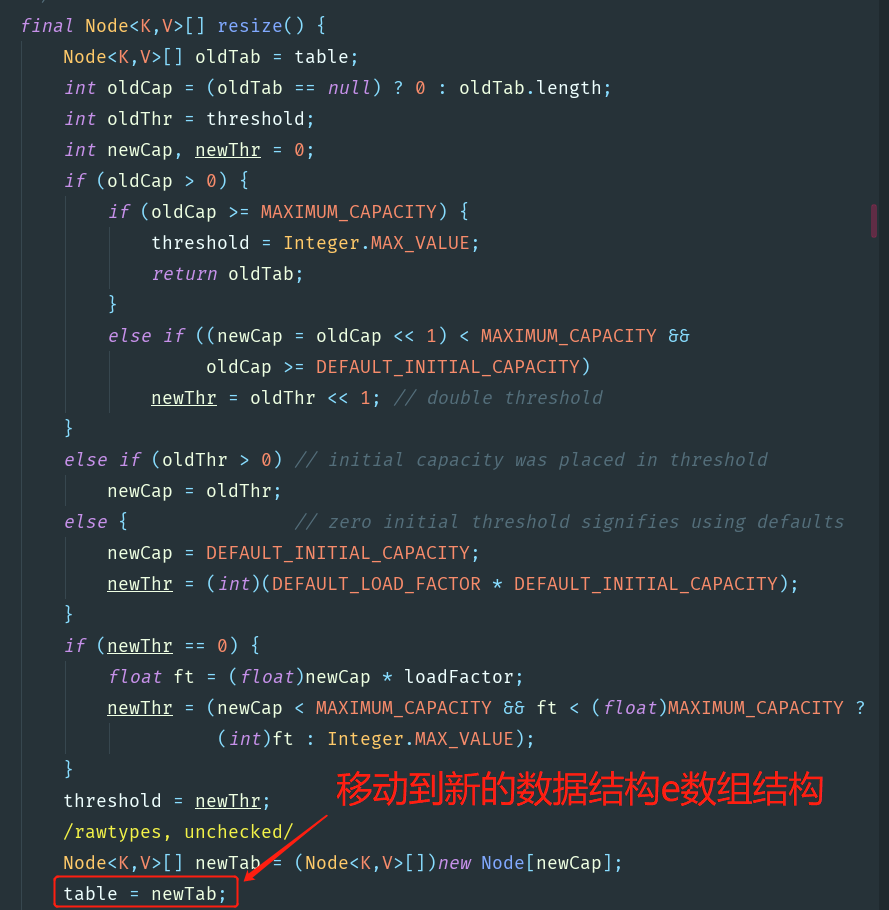 final Node<K,V>[] resize() {
    Node<K,V>[] oldTab = table;
    int oldCap = (oldTab == null) ? 0 : oldTab.length;
    int oldThr = threshold;
    int newCap, newThr = 0;
    if (oldCap > 0) {
        if (oldCap >= MAXIMUM_CAPACITY) {
            threshold = Integer.MAX_VALUE;
            return oldTab;
        }
        else if ((newCap = oldCap << 1) < MAXIMUM_CAPACITY &&
                 oldCap >= DEFAULT_INITIAL_CAPACITY)
            newThr = oldThr << 1; // double threshold
    }
    else if (oldThr > 0) // initial capacity was placed in threshold
        newCap = oldThr;
    else {               // zero initial threshold signifies using defaults
        newCap = DEFAULT_INITIAL_CAPACITY;
        newThr = (int)(DEFAULT_LOAD_FACTOR * DEFAULT_INITIAL_CAPACITY);
    }
    if (newThr == 0) {
        float ft = (float)newCap * loadFactor;
        newThr = (newCap < MAXIMUM_CAPACITY && ft < (float)MAXIMUM_CAPACITY ?
                  (int)ft : Integer.MAX_VALUE);
    }
移动到新的数据结构e数组结构
    threshold = newThr;
    /rawtypes, unchecked/
    Node<K,V>[] newTab = (Node<K,V>[])new Node[newCap];
    table = newTab;